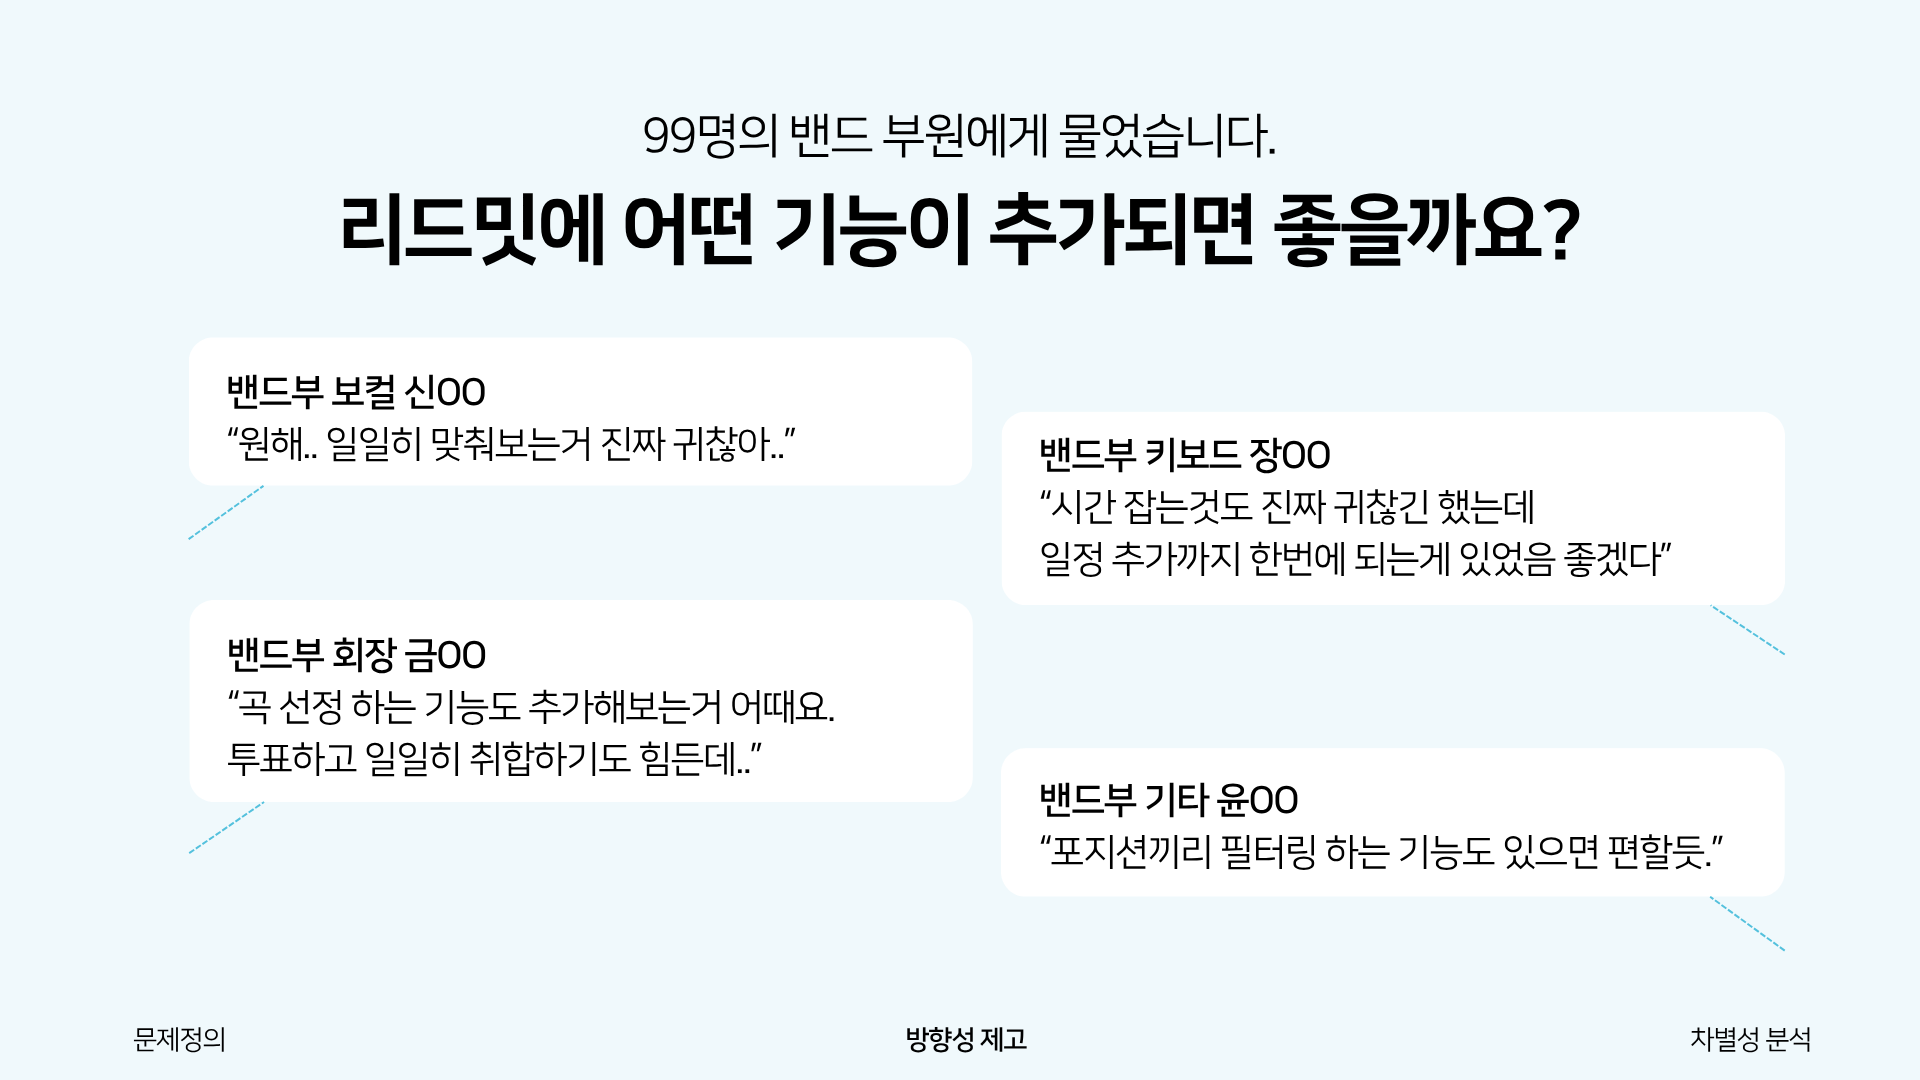 99명의 밴드 부원에게 물었습니다.
리드밋에 어떤 기능이 추가되면 좋을까요?
밴드부 보컬 신OO
“원해.. 일일히 맞춰보는거 진짜 귀찮아..”
밴드부 키보드 장OO
“시간 잡는것도 진짜 귀찮긴 했는데
일정 추가까지 한번에 되는게 있었음 좋겠다”
밴드부 회장 금OO
“곡 선정 하는 기능도 추가해보는거 어때요.
투표하고 일일히 취합하기도 힘든데..”
밴드부 기타 윤OO
“포지션끼리 필터링 하는 기능도 있으면 편할듯.”
문제정의
방향성 제고
차별성 분석